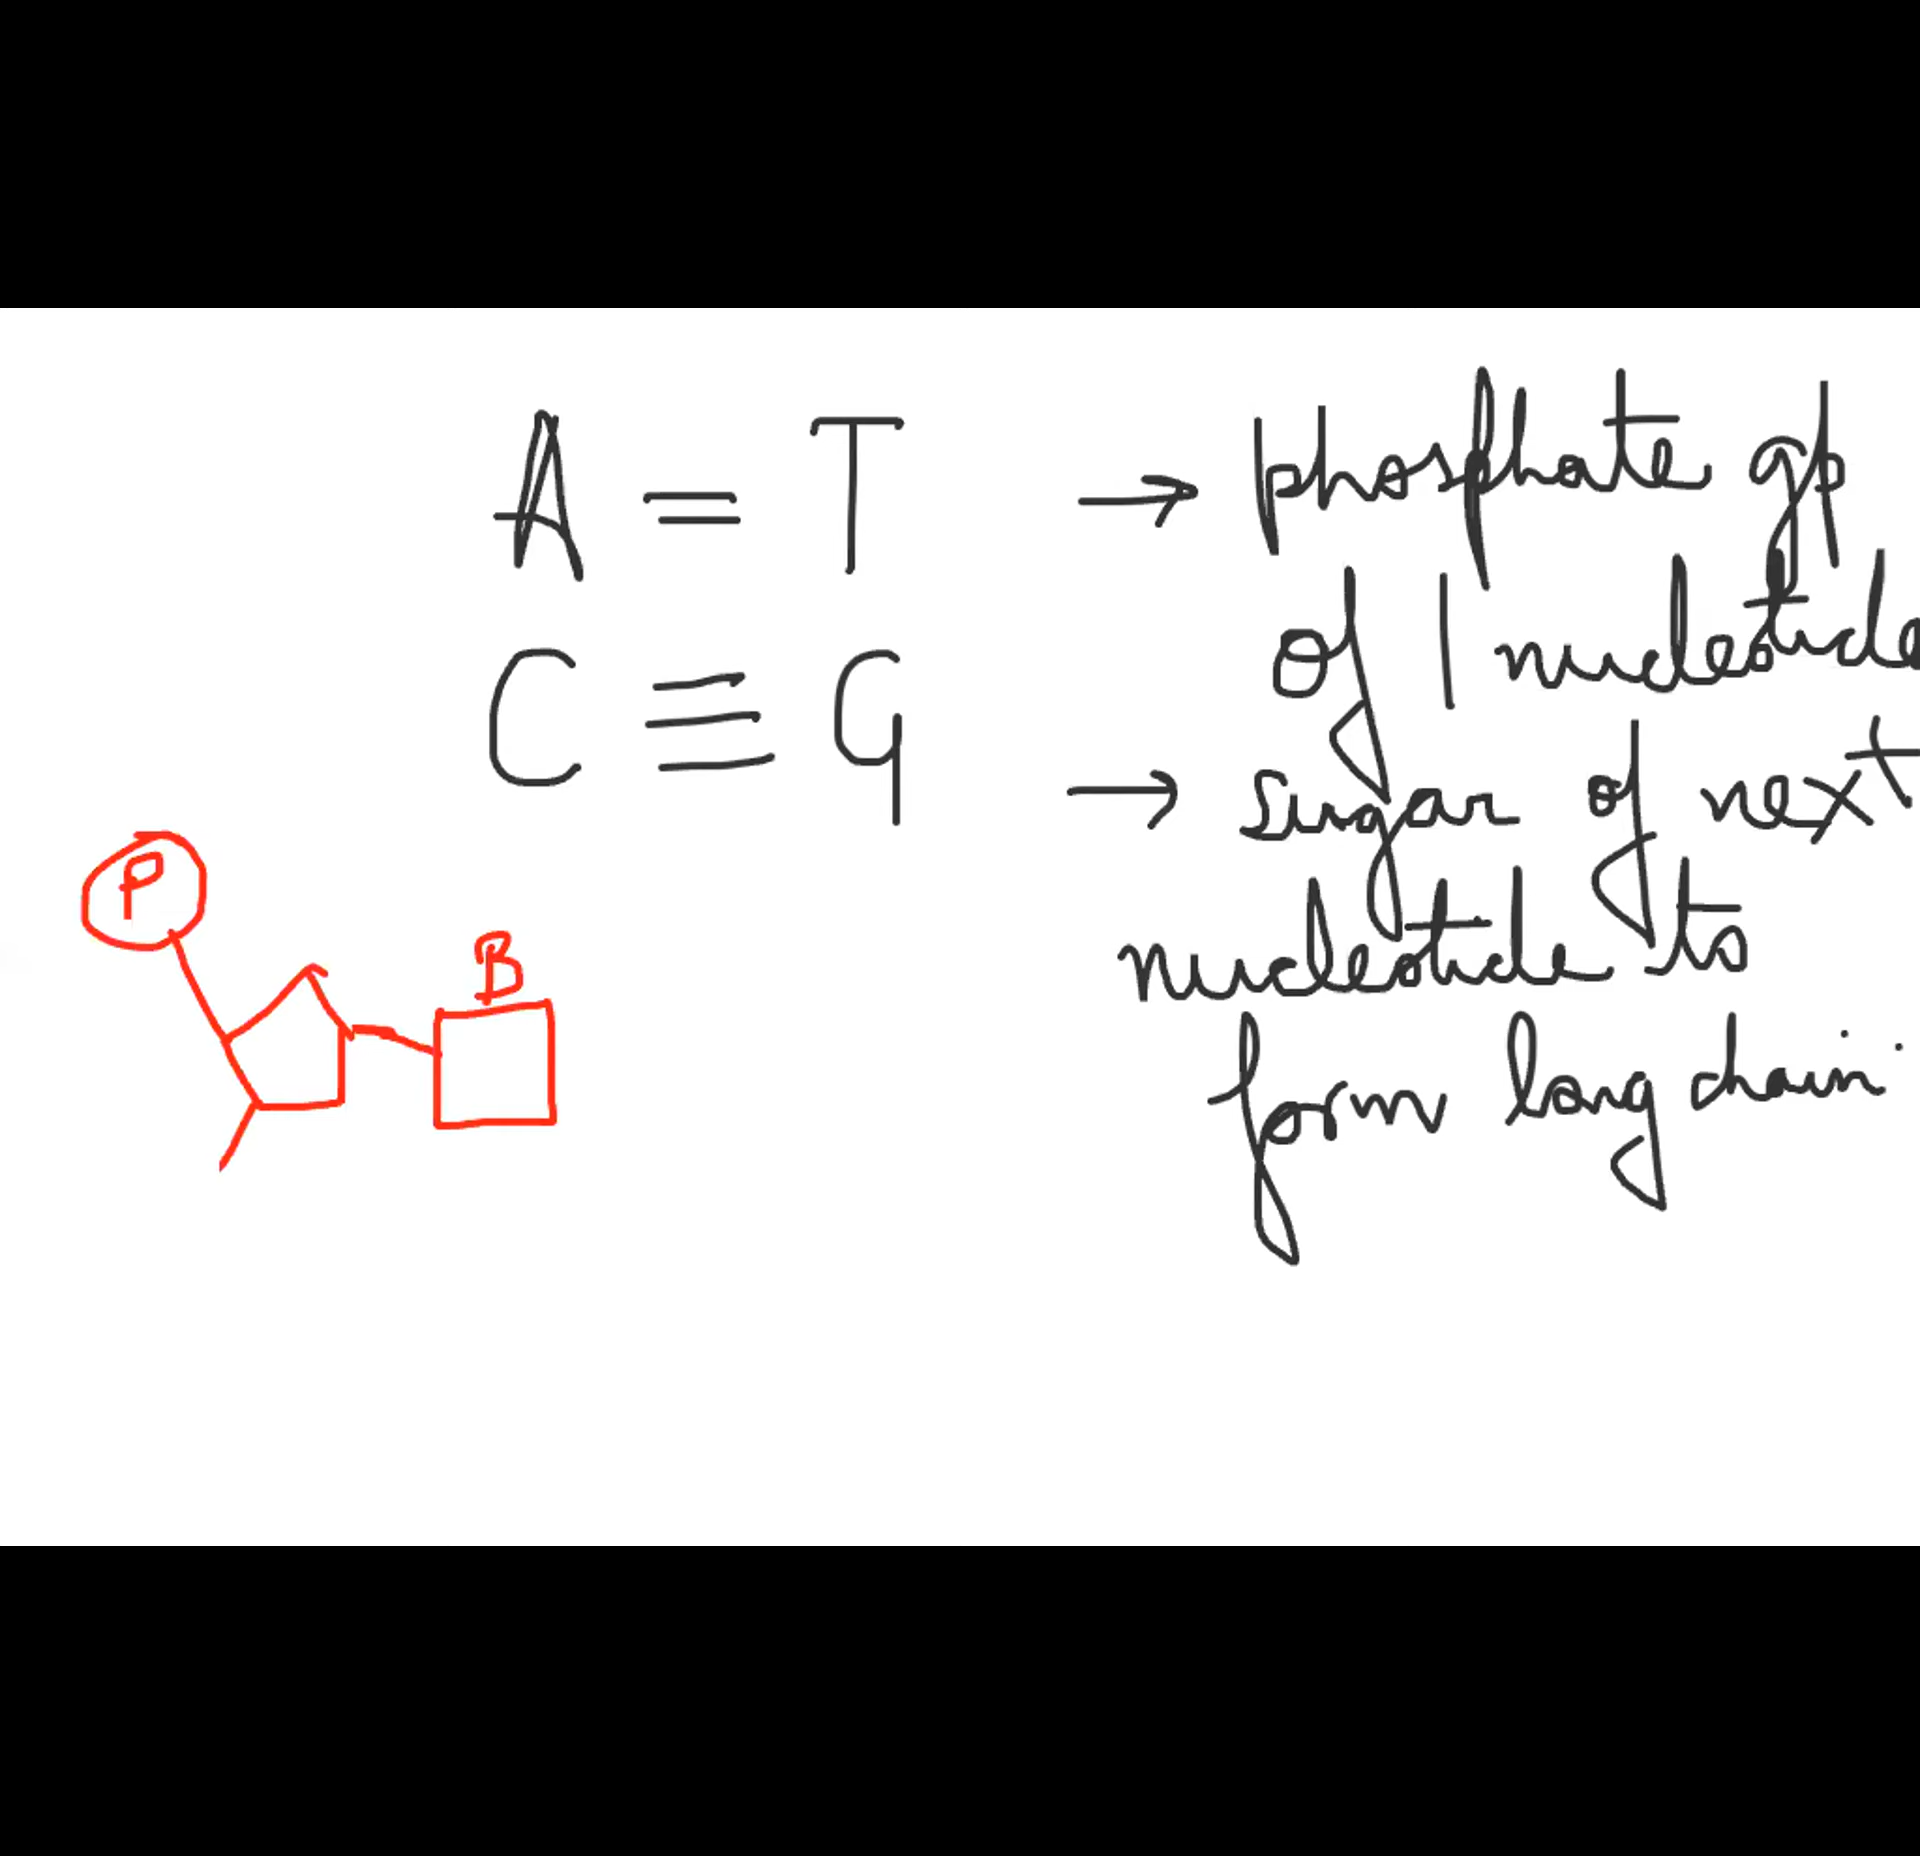 A = T
C ≡ G
P
B
→ phosphate gp
of 1 nucleotide
→ sugar of next
nucleotide to
form long chain.